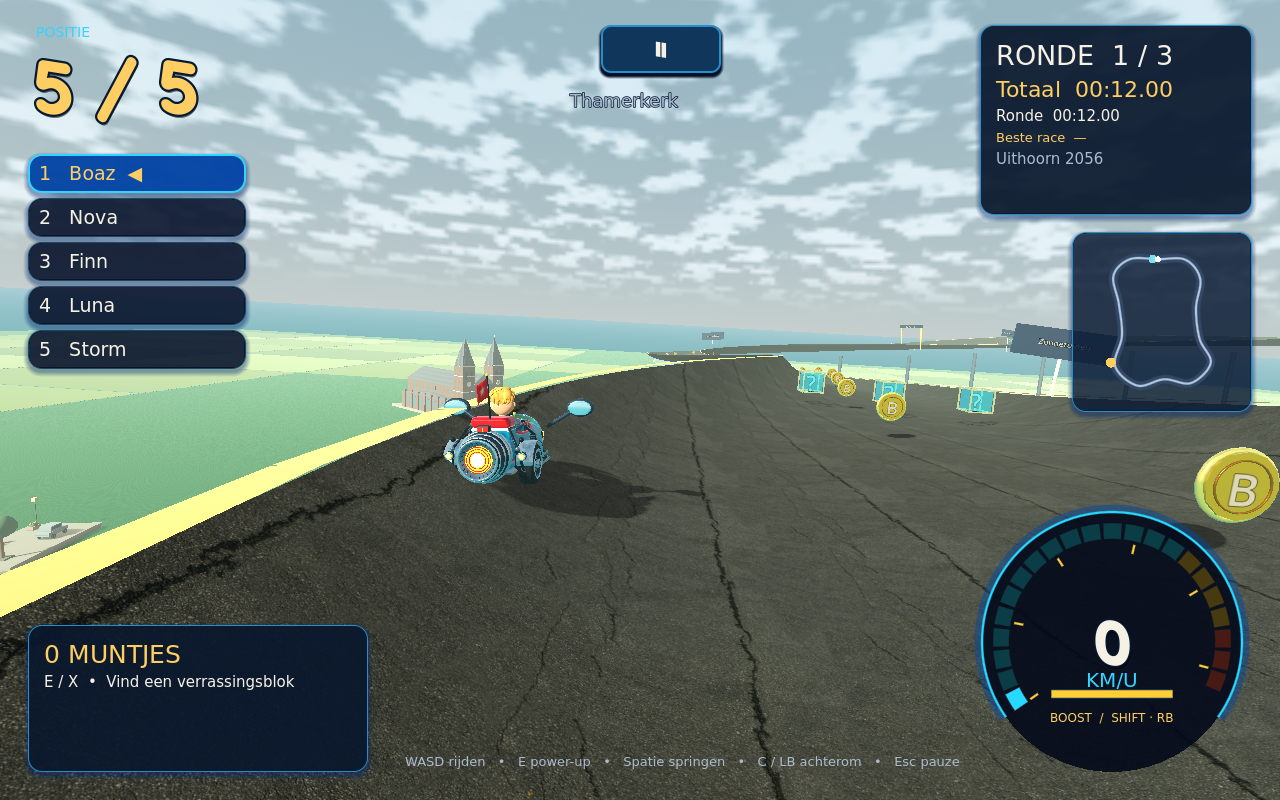 POSITIE
5 / 5
1 Boaz ◀
2 Nova
3 Finn
4 Luna
5 Storm
Thamerkerk
RONDE 1 / 3
Totaal 00:12.00
Ronde 00:12.00
Beste race —
Uithoorn 2056
?
?
?
B
B
B
0 MUNTJES
E / X • Vind een verrassingsblok
0
KM/U
BOOST / SHIFT · RB
WASD rijden • E power-up • Spatie springen • C / LB achterom • Esc pauze